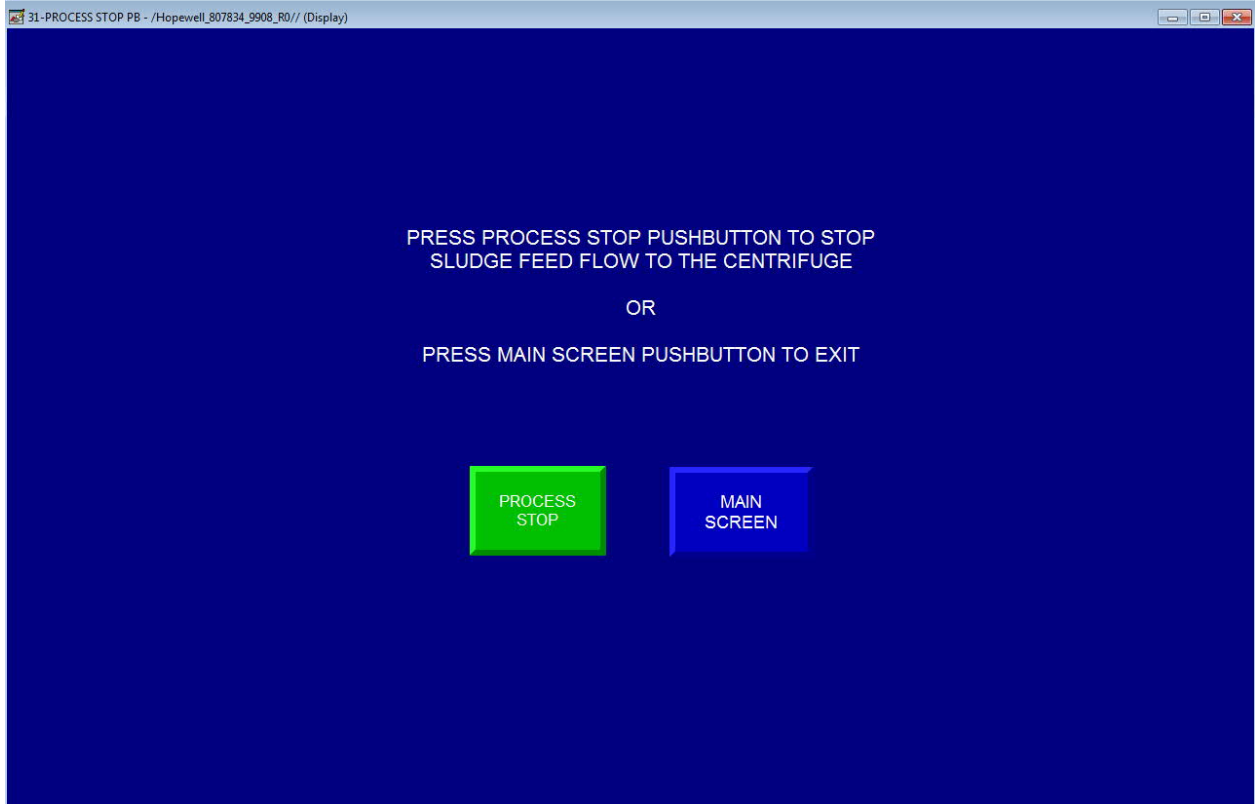 31-PROCESS STOP PB - /Hopewell_807834_9908_R0// (Display)
PRESS PROCESS STOP PUSHBUTTON TO STOP
SLUDGE FEED FLOW TO THE CENTRIFUGE
OR
PRESS MAIN SCREEN PUSHBUTTON TO EXIT
PROCESS
STOP
MAIN
SCREEN